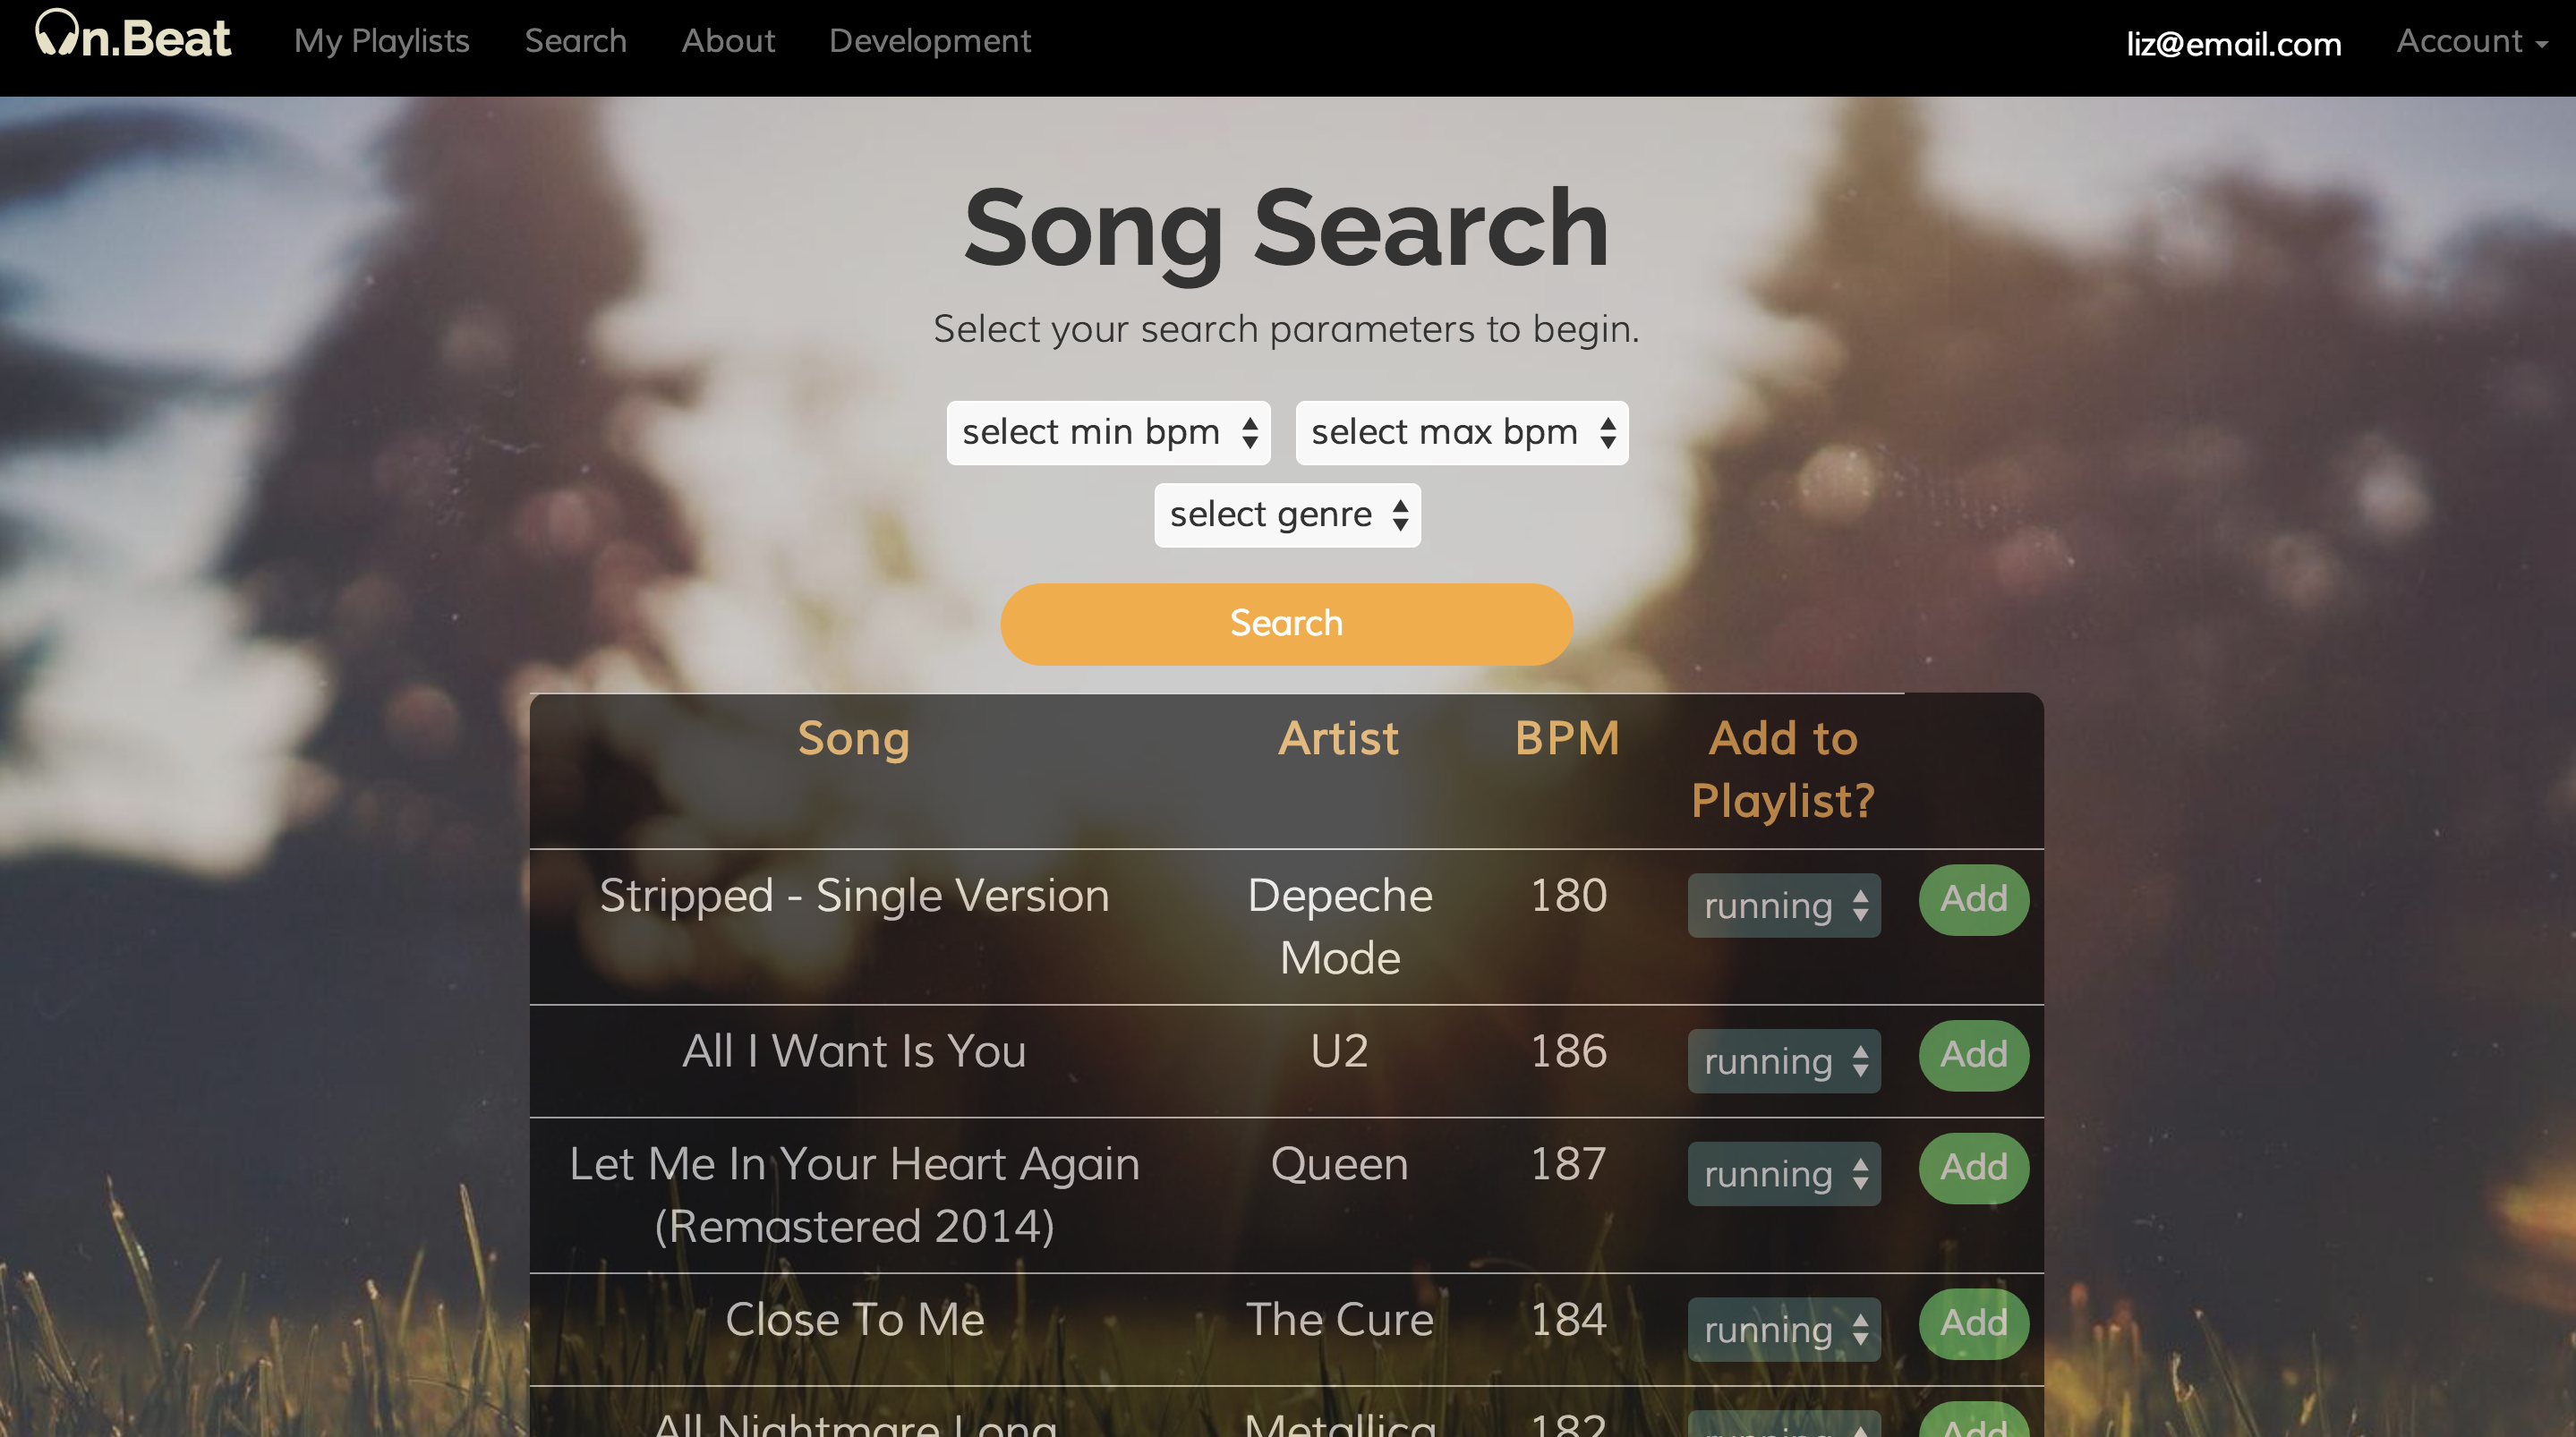 On.Beat My Playlists Search About Development liz@email.com Account
Song Search
Select your search parameters to begin.
select min bpm select max bpm
select genre
Search
Song Artist BPM Add to
Playlist?
Stripped - Single Version Depeche 180 running Add
Mode
All I Want Is You U2 186 running Add
Let Me In Your Heart Again Queen 187 running Add
(Remastered 2014)
Close To Me The Cure 184 running Add
All Nightmare Long Metallica 182 running Add